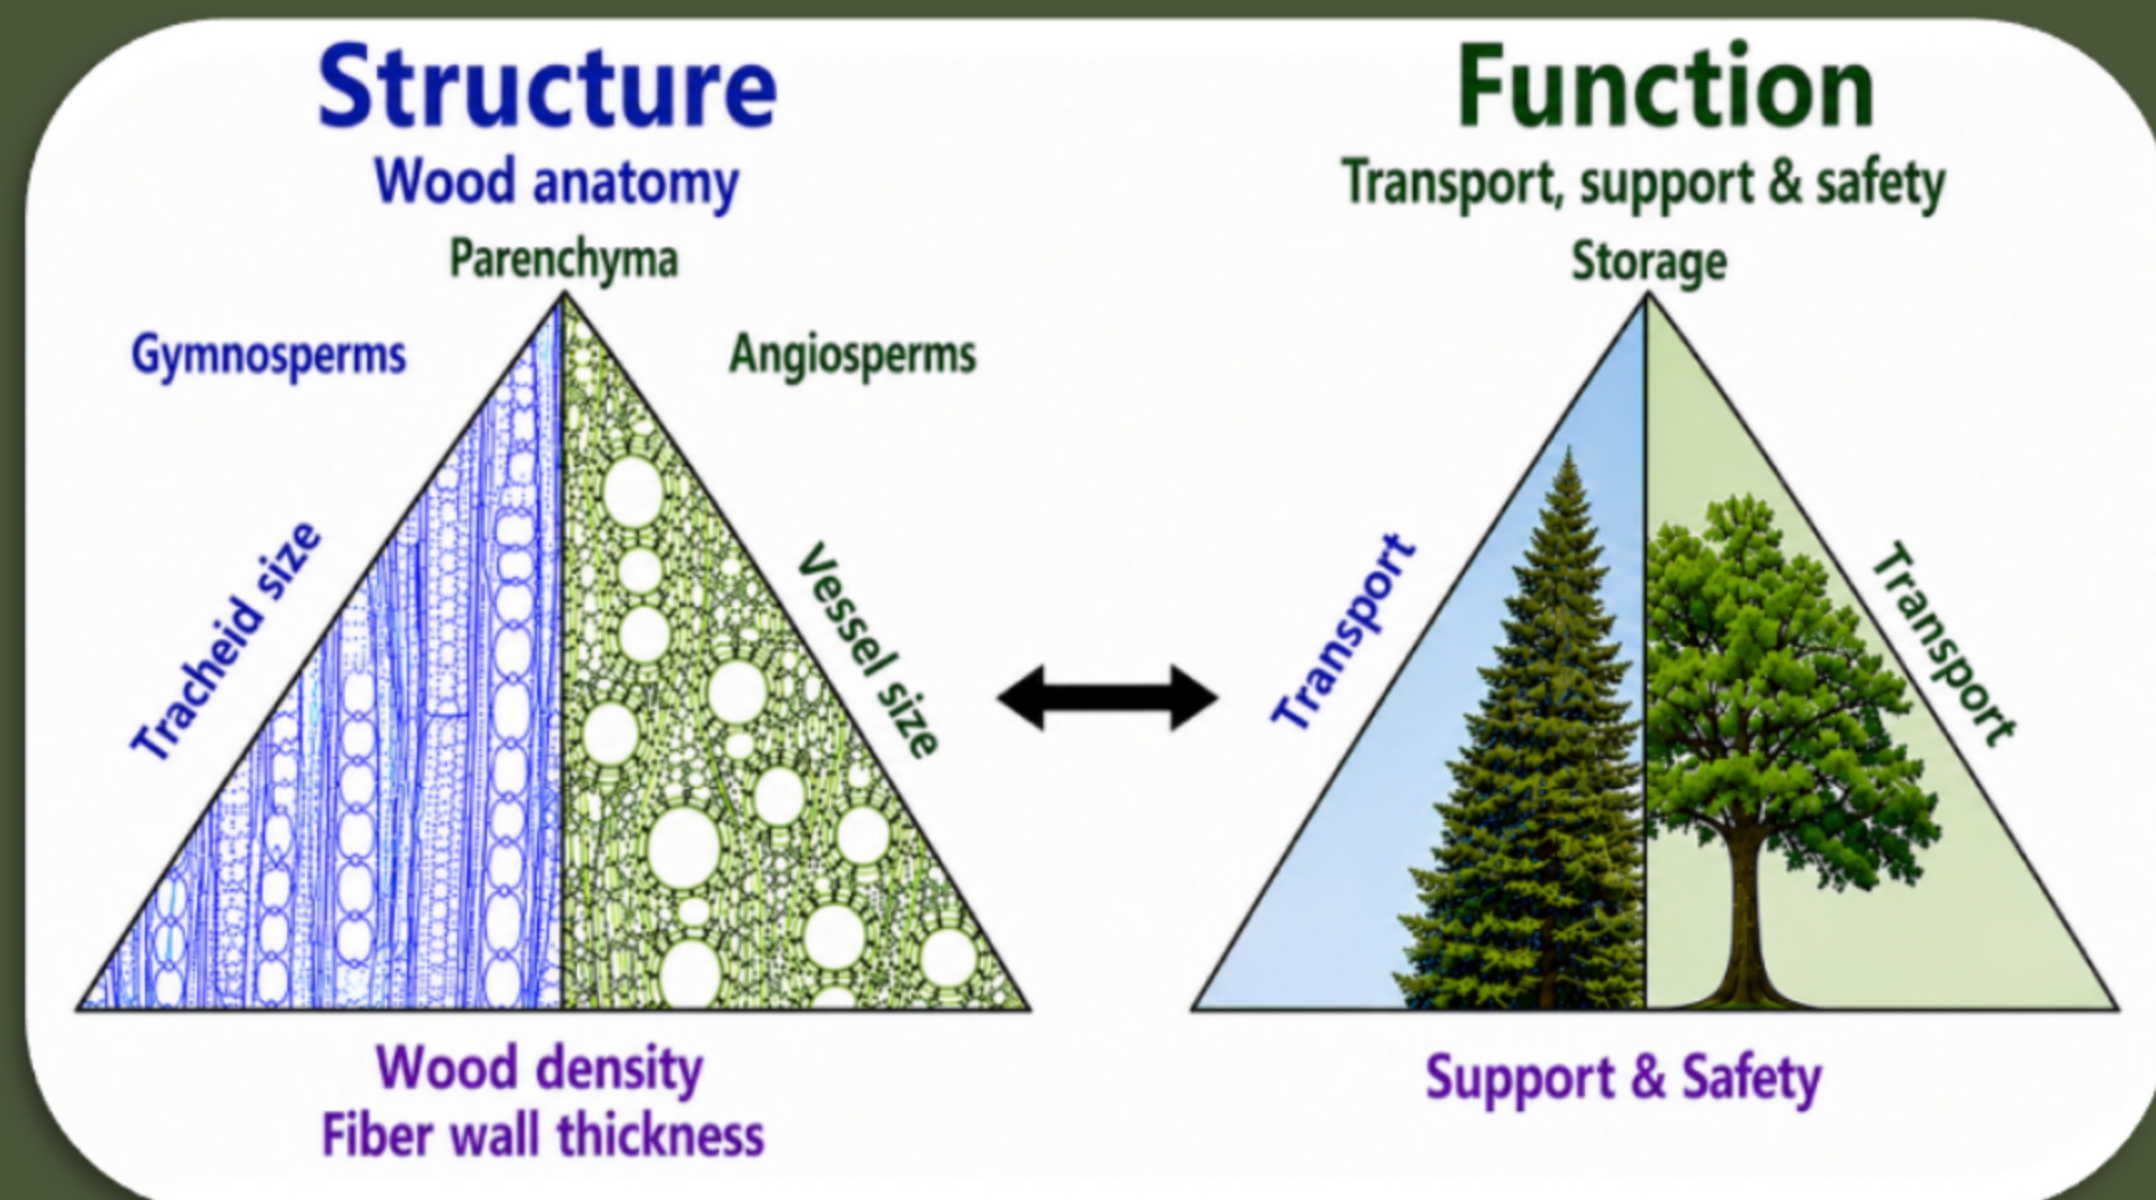 Structure
Wood anatomy
Parenchyma
Gymnosperms
Angiosperms
Tracheid size
Vessel size
Wood density
Fiber wall thickness
Function
Transport, support & safety
Storage
Transport
Transport
Support & Safety